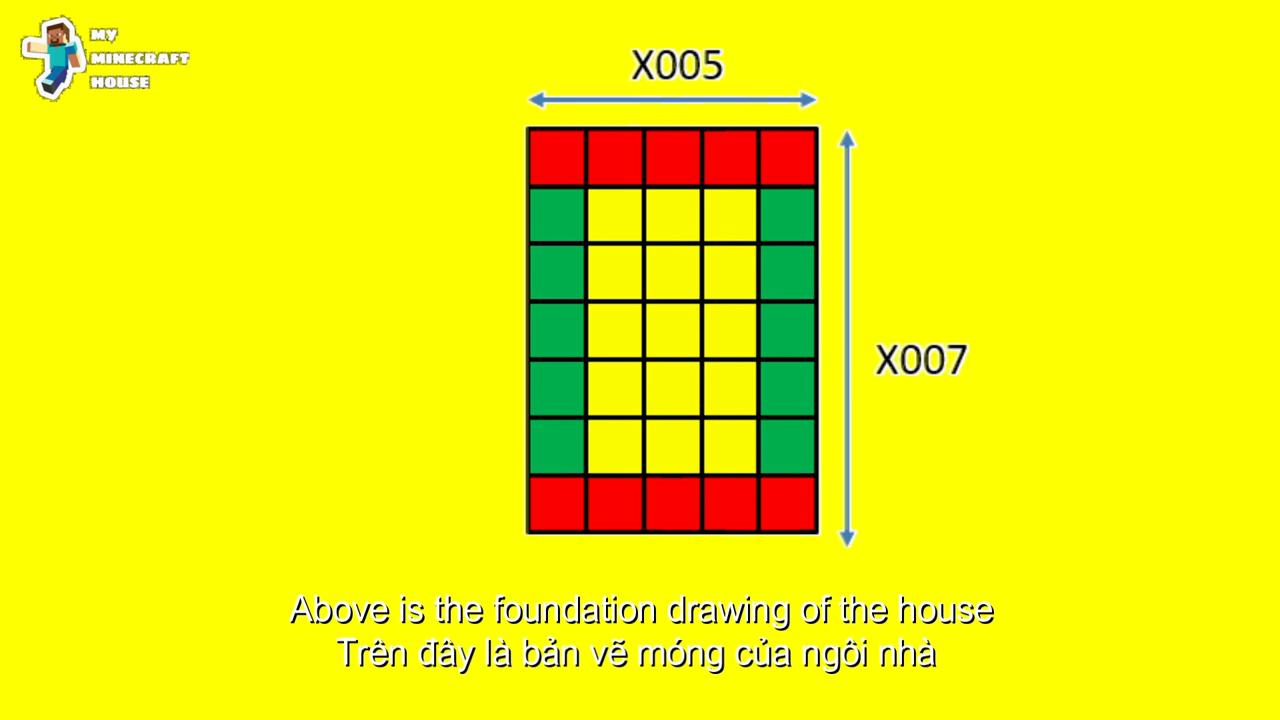 MY
MINECRAFT
HOUSE
X005
X007
Above is the foundation drawing of the house
Trên đây là bản vẽ móng của ngôi nhà